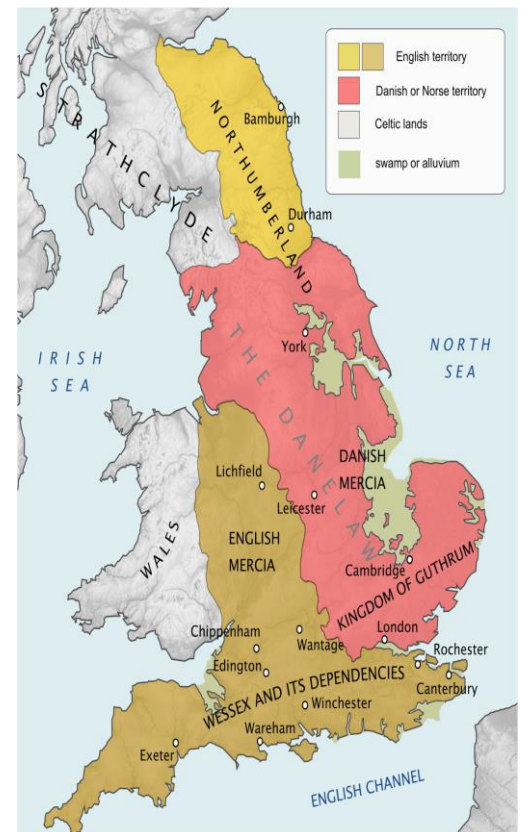 English territory
Danish or Norse territory
Celtic lands
swamp or alluvium
STRATHCLYDE
Bamburgh
NORTHUMBERLAND
Durham
York
IRISH
SEA
NORTH
SEA
THE DANELAW
DANISH
MERCIA
Lichfield
Leicester
ENGLISH
MERCIA
WALES
Cambridge
KINGDOM OF GUTHRUM
Chippenham
Wantage
London
Edington
Rochester
WESSEX AND ITS DEPENDENCIES
Canterbury
Winchester
Wareham
Exeter
ENGLISH CHANNEL